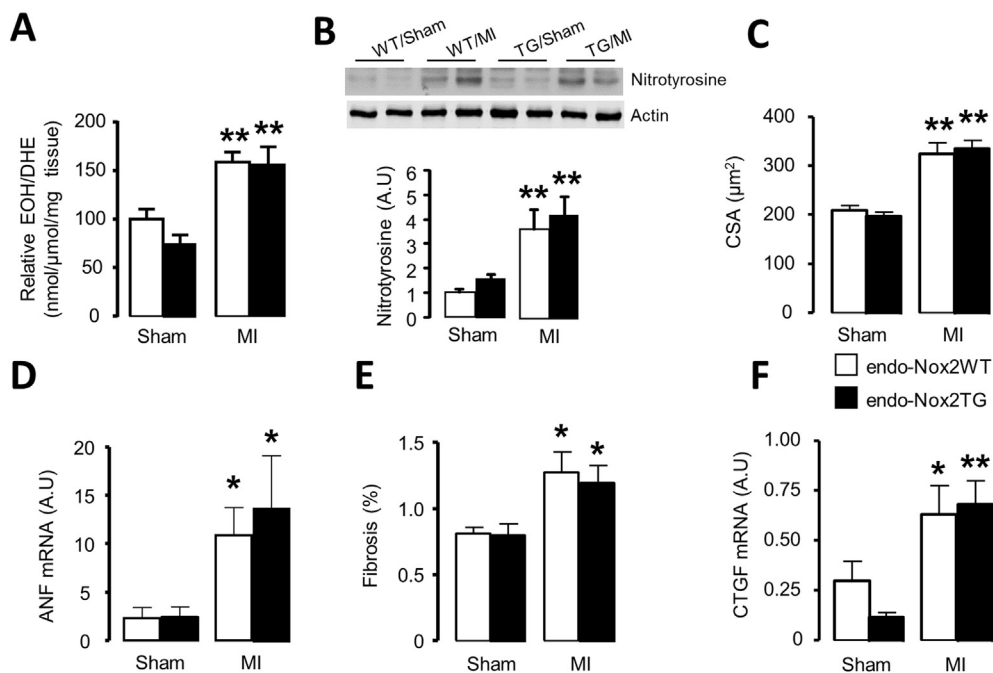 A
Relative EOH/DHE
(nmol/µmol/mg tissue)
200
150
100
50
0
** **
Sham MI
B
WT/Sham WT/MI TG/Sham TG/MI
Nitrotyrosine
Actin
Nitrotyrosine (A.U)
6
5
4
3
2
1
0
** **
Sham MI
C
CSA (µm²)
400
300
200
100
0
** **
Sham MI
endo-Nox2WT
endo-Nox2TG
D
ANF mRNA (A.U)
20
15
10
5
0
* *
Sham MI
E
Fibrosis (%)
1.5
1.0
0.5
0
* *
Sham MI
F
CTGF mRNA (A.U)
1.00
0.75
0.50
0.25
0
* **
Sham MI